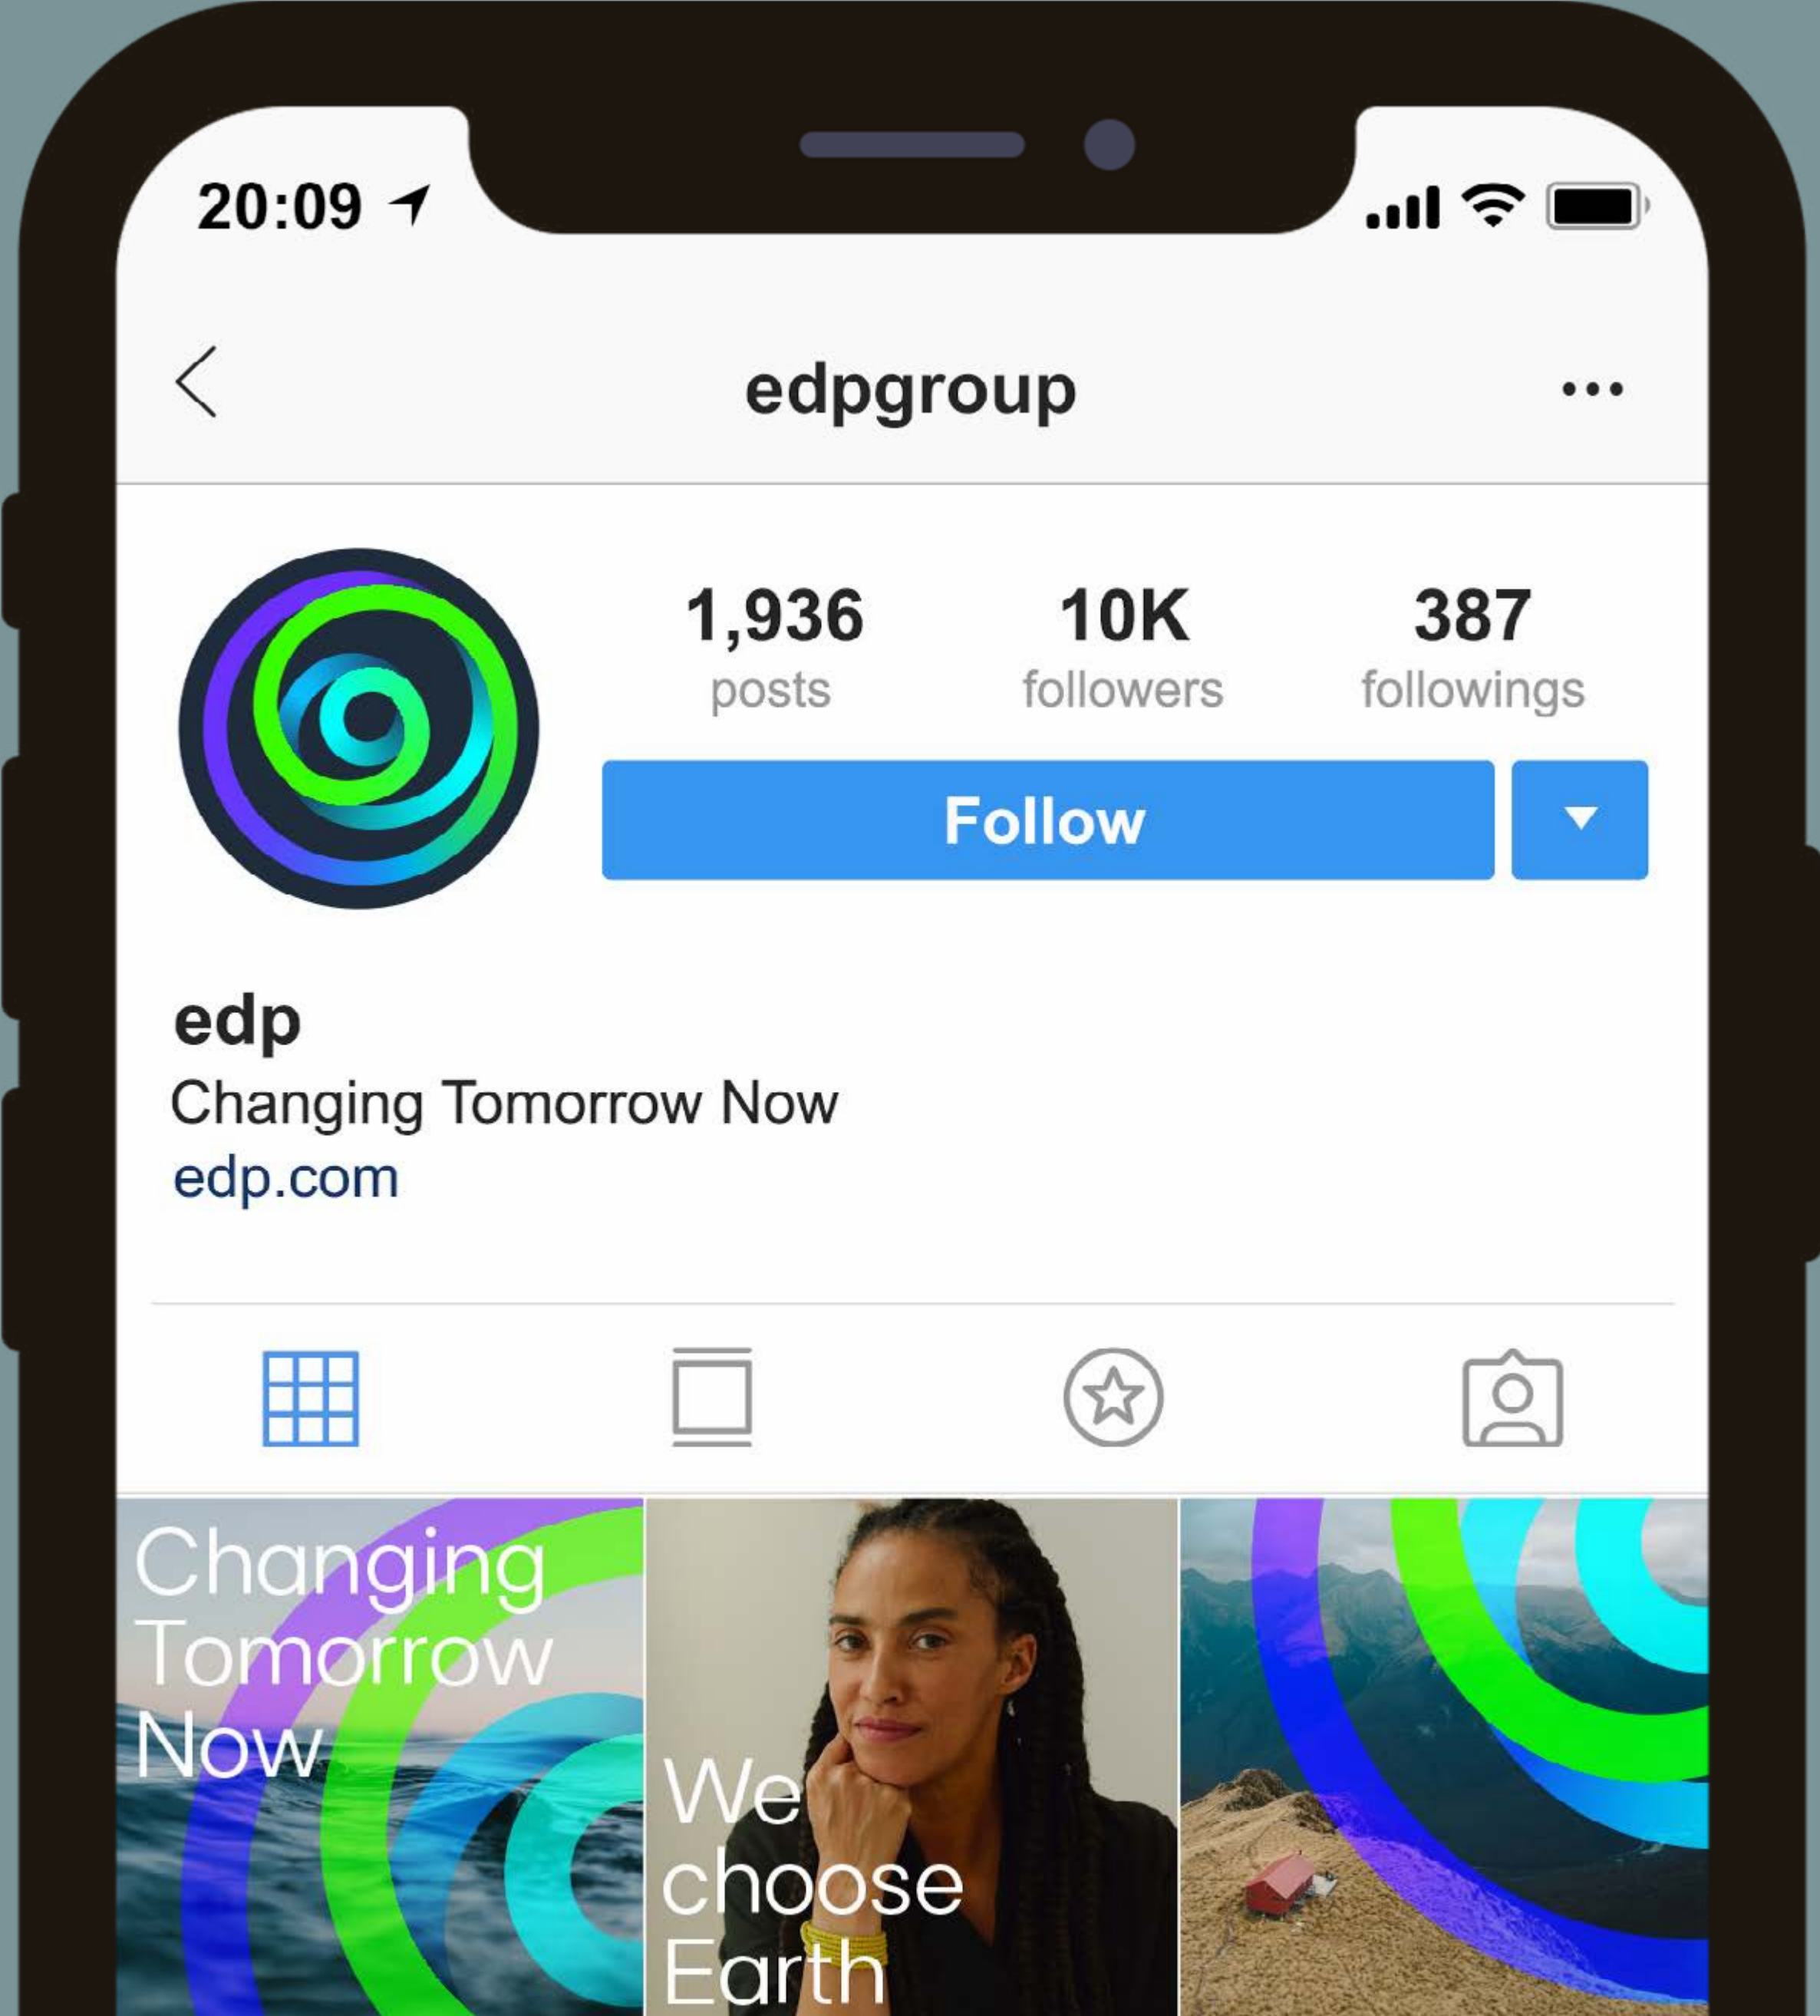 20:09
edpgroup
1,936 10K 387
posts followers followings
Follow
edp
Changing Tomorrow Now
edp.com
Changing
Tomorrow
Now
We
choose
Earth